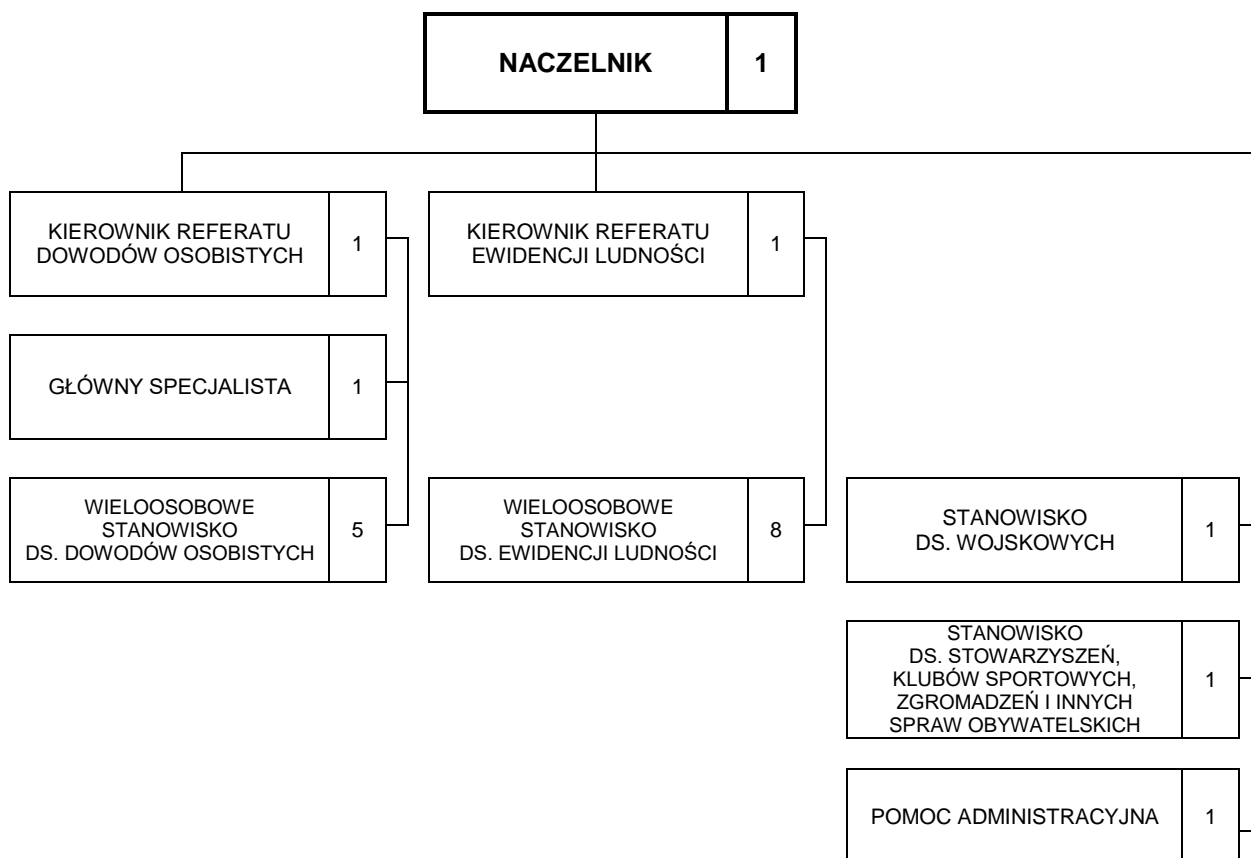 NACZELNIK
1
KIEROWNIK REFERATU
DOWODÓW OSOBISTYCH
1
KIEROWNIK REFERATU
EWIDENCJI LUDNOŚCI
1
GŁÓWNY SPECJALISTA
1
WIELOOSOBOWE
STANOWISKO
DS. DOWODÓW OSOBISTYCH
5
WIELOOSOBOWE
STANOWISKO
DS. EWIDENCJI LUDNOŚCI
8
STANOWISKO
DS. WOJSKOWYCH
1
STANOWISKO
DS. STOWARZYSZEŃ,
KLUBÓW SPORTOWYCH,
ZGROMADZEŃ I INNYCH
SPRAW OBYWATELSKICH
1
POMOC ADMINISTRACYJNA
1